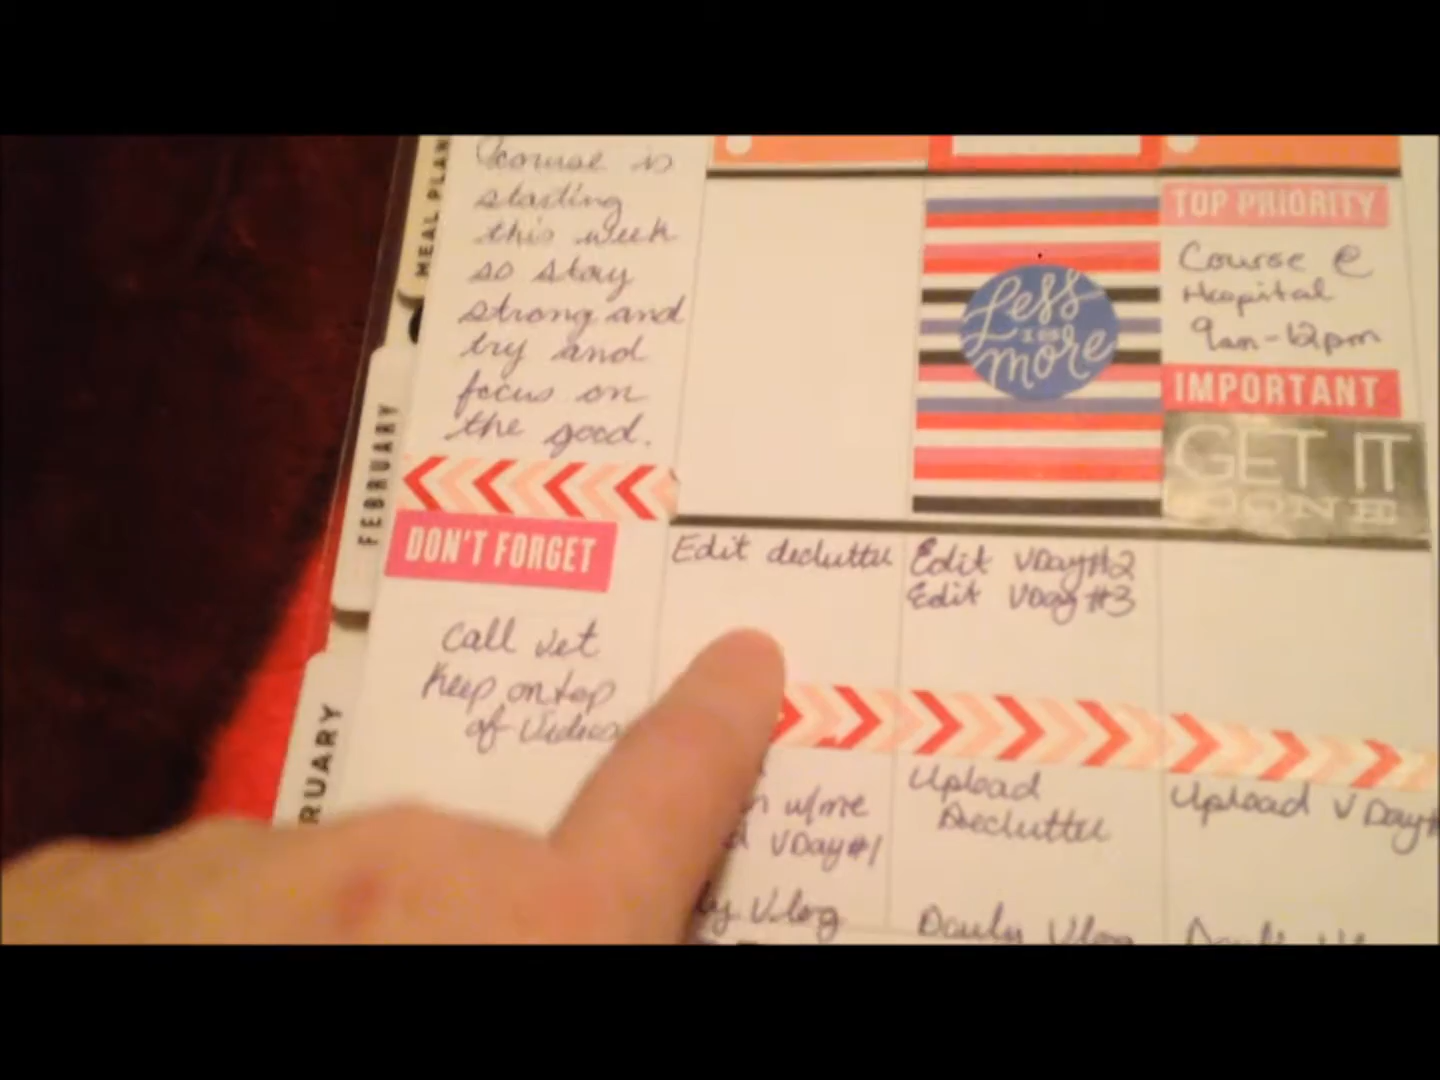 MEAL PLAN
FEBRUARY
RUARY
course is
starting
this week
so stay
strong and
try and
focus on
the good.
DON'T FORGET
Call vet
Keep on top
of videos
Less
is
more
TOP PRIORITY
Course @
Hospital
9am-12pm
IMPORTANT
GET IT
DONE
Edit declutter
Edit VDay#2
Edit VDay #3
w/me
VDay#1
Vlog
Upload
Declutter
Daily Vlog
Upload VDay#